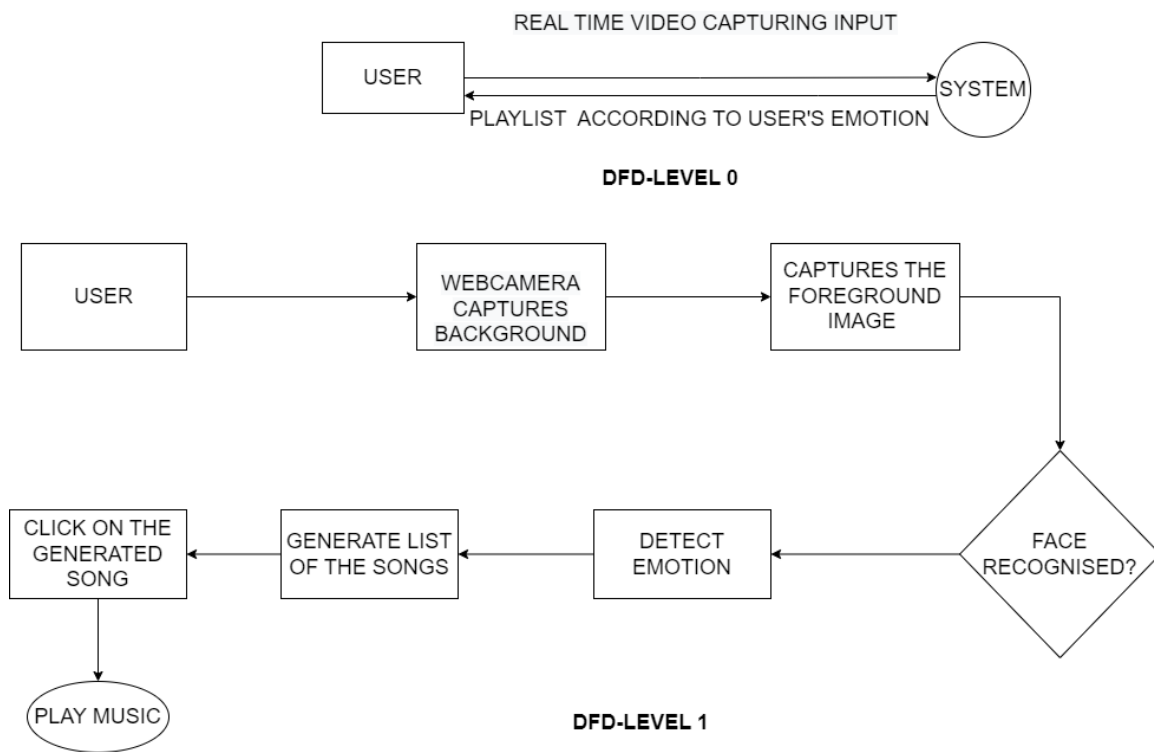 REAL TIME VIDEO CAPTURING INPUT
USER
SYSTEM
PLAYLIST ACCORDING TO USER'S EMOTION
DFD-LEVEL 0
USER
WEBCAMERA
CAPTURES
BACKGROUND
CAPTURES THE
FOREGROUND
IMAGE
FACE
RECOGNISED?
DETECT
EMOTION
GENERATE LIST
OF THE SONGS
CLICK ON THE
GENERATED
SONG
PLAY MUSIC
DFD-LEVEL 1